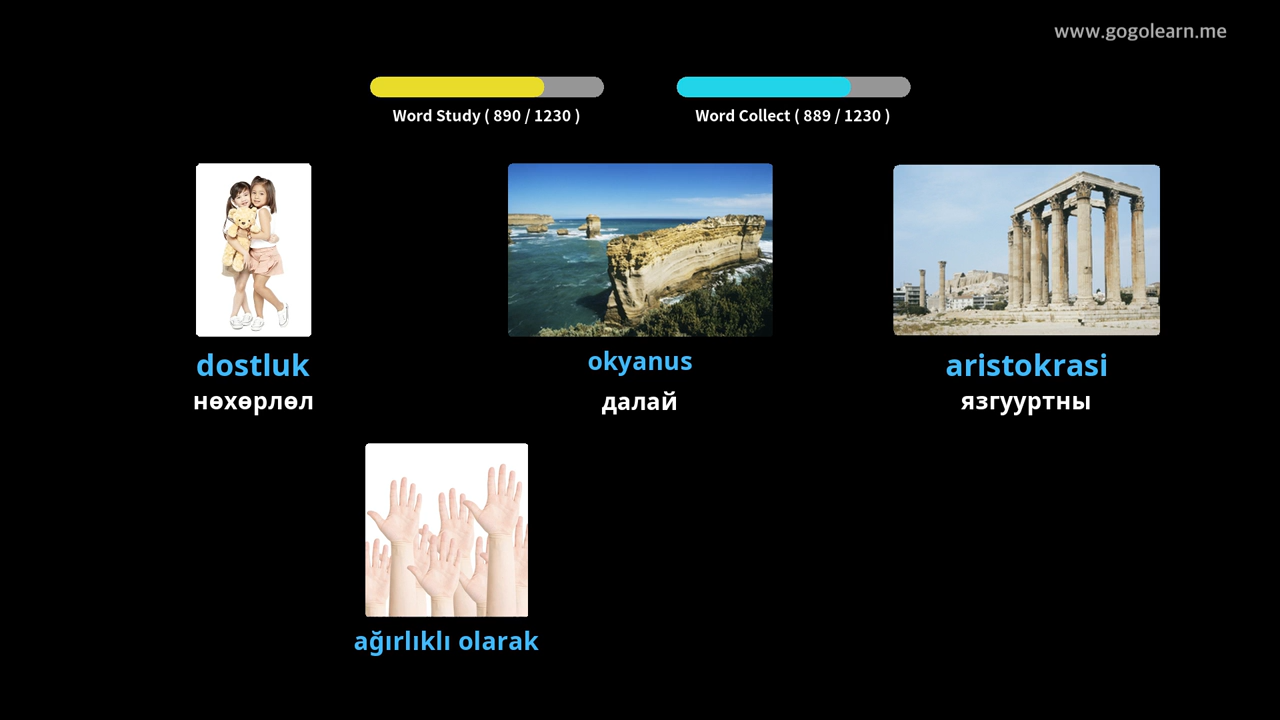 www.gogolearn.me
Word Study ( 890 / 1230 )
Word Collect ( 889 / 1230 )
dostluk
нөхөрлөл
okyanus
далай
aristokrasi
язгууртны
ağırlıklı olarak